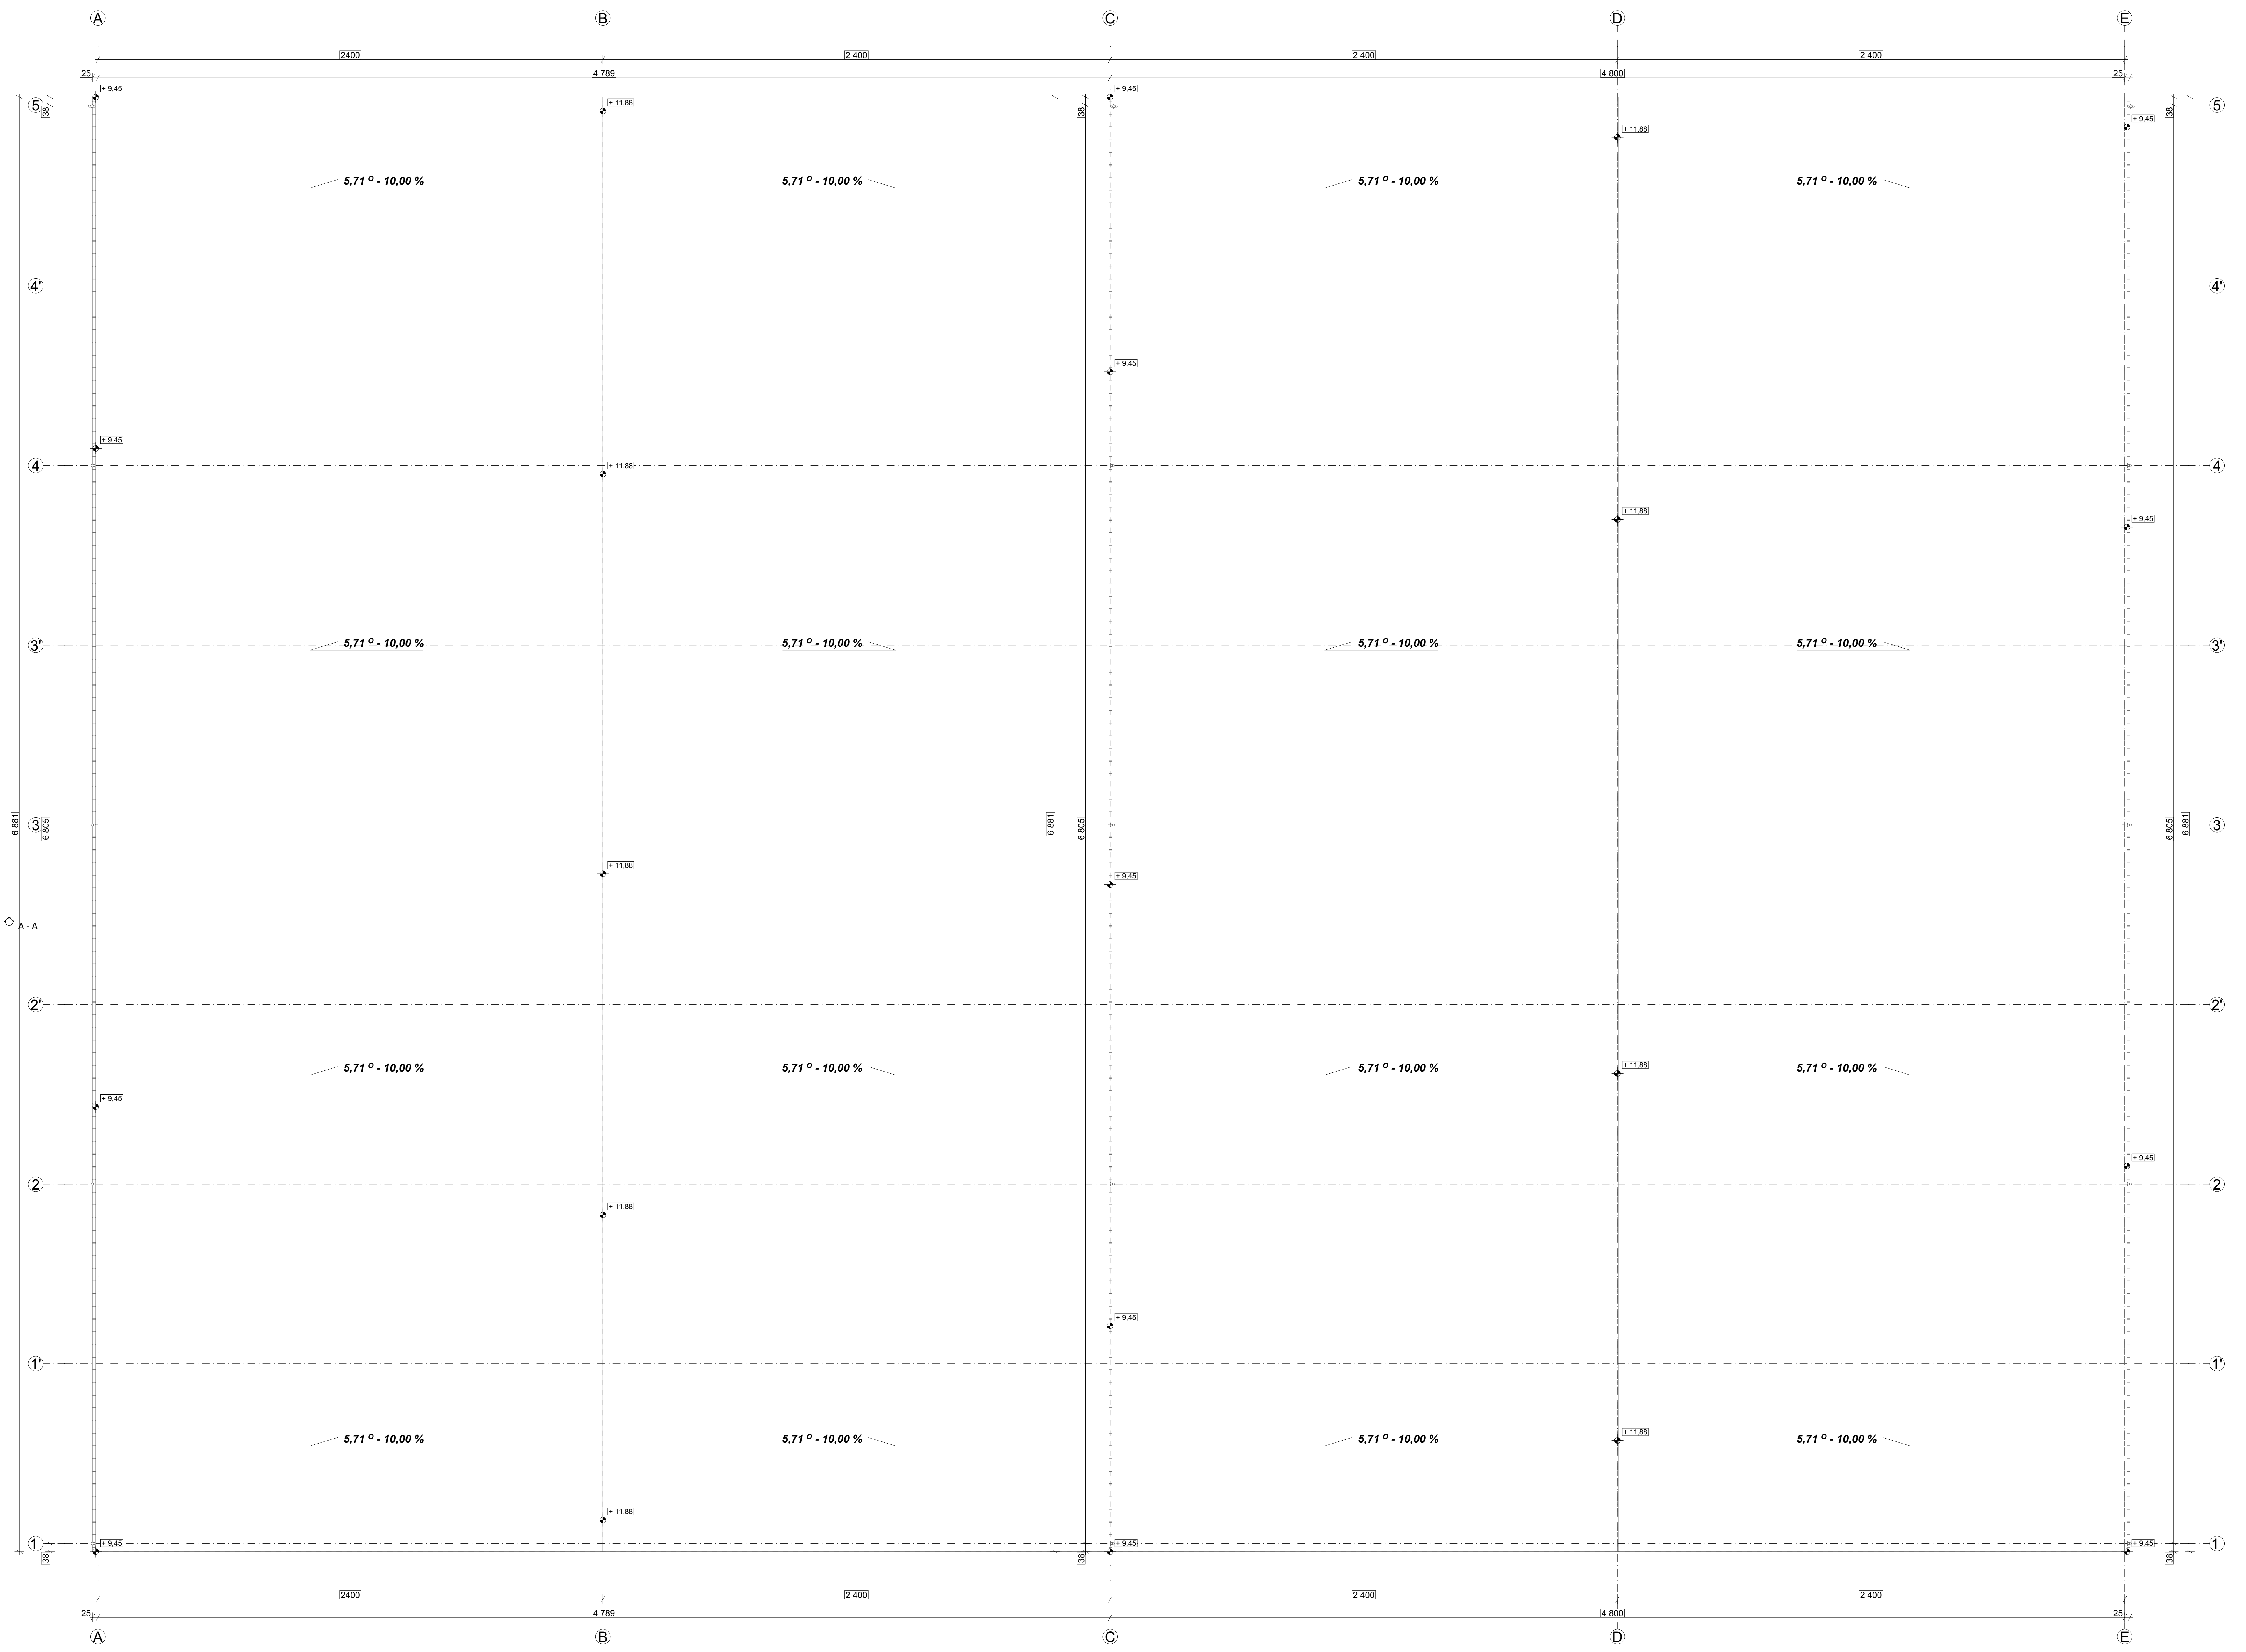 A B C D E
2400 2 400 2 400 2 400
25 4 789 4 800 25
+ 9,45 + 9,45
5 38 + 11,88 38 38 5
+ 9,45
+ 11,88
5,71 O - 10,00 % 5,71 O - 10,00 % 5,71 O - 10,00 % 5,71 O - 10,00 %
4' 4'
+ 9,45
+ 9,45
4 + 11,88 4
+ 11,88
+ 9,45
3' 5,71 O - 10,00 % 5,71 O - 10,00 % 5,71 O - 10,00 % 5,71 O - 10,00 % 3'
6 881 6 805 3 6 881 6 805 6 805 6 881 3
+ 11,88
+ 9,45
A - A
2' 2'
5,71 O - 10,00 % 5,71 O - 10,00 % 5,71 O - 10,00 % 5,71 O - 10,00 %
+ 11,88
+ 9,45
+ 9,45
2 2
+ 11,88
+ 9,45
1' 1'
+ 11,88
5,71 O - 10,00 % 5,71 O - 10,00 % 5,71 O - 10,00 % 5,71 O - 10,00 %
+ 11,88
1 + 9,45 + 9,45 + 9,45 1
38 38 38
2400 2 400 2 400 2 400
25 4 789 4 800 25
A B C D E